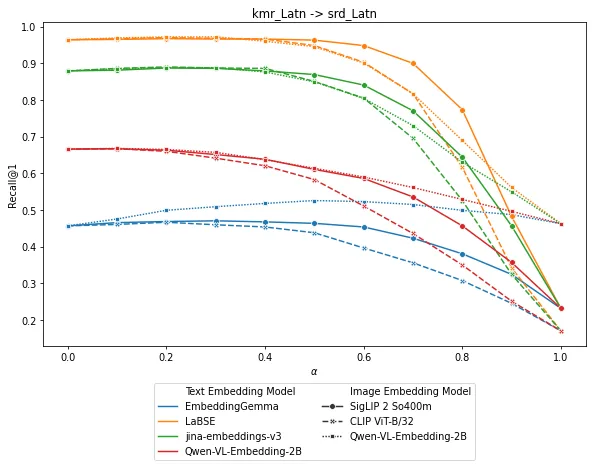 kmr_Latn -> srd_Latn
Recall@1
1.0
0.9
0.8
0.7
0.6
0.5
0.4
0.3
0.2
0.0
0.2
0.4
0.6
0.8
1.0
α
Text Embedding Model
EmbeddingGemma
LaBSE
jina-embeddings-v3
Qwen-VL-Embedding-2B
Image Embedding Model
SigLIP 2 So400m
CLIP ViT-B/32
Qwen-VL-Embedding-2B